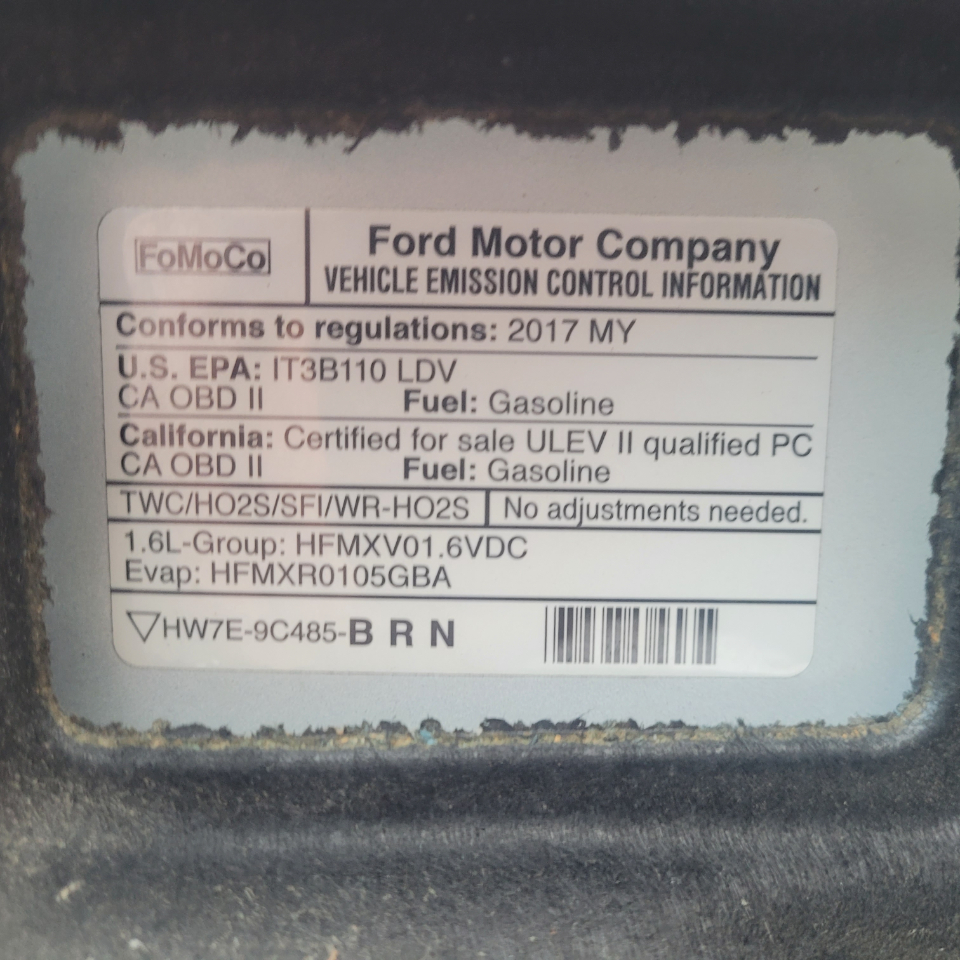 FoMoCo
Ford Motor Company
VEHICLE EMISSION CONTROL INFORMATION
Conforms to regulations: 2017 MY
U.S. EPA: IT3B110 LDV
CA OBD II Fuel: Gasoline
California: Certified for sale ULEV II qualified PC
CA OBD II Fuel: Gasoline
TWC/HO2S/SFI/WR-HO2S No adjustments needed.
1.6L-Group: HFMXV01.6VDC
Evap: HFMXR0105GBA
▽HW7E-9C485-B R N